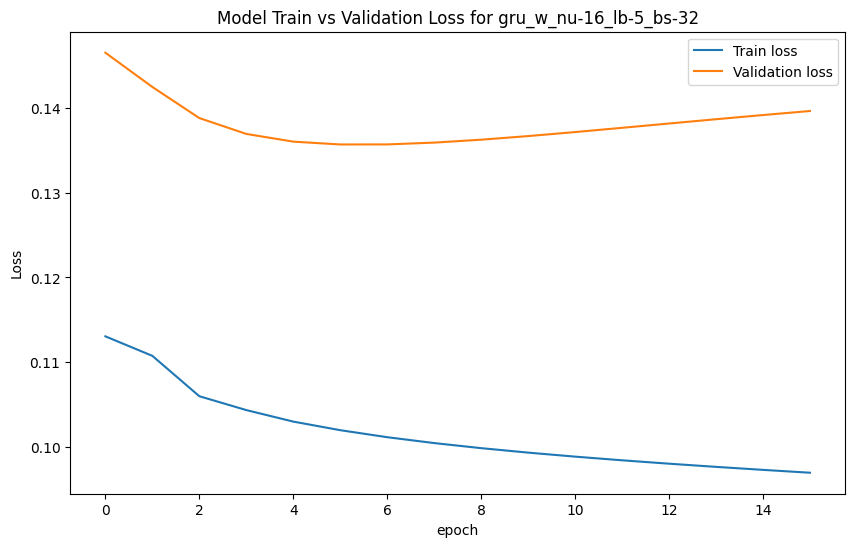 Model Train vs Validation Loss for gru_w_nu-16_lb-5_bs-32
Train loss
Validation loss
0.14
0.13
0.12
0.11
0.10
Loss
0 2 4 6 8 10 12 14
epoch